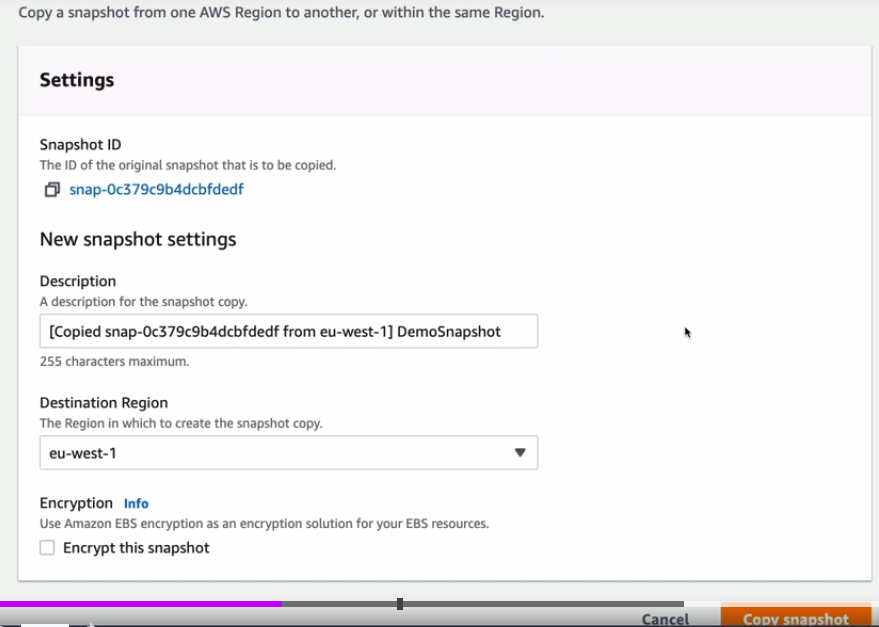 Copy a snapshot from one AWS Region to another, or within the same Region.
Settings
Snapshot ID
The ID of the original snapshot that is to be copied.
snap-0c379c9b4dcbfdedf
New snapshot settings
Description
A description for the snapshot copy.
[Copied snap-0c379c9b4dcbfdedf from eu-west-1] DemoSnapshot
255 characters maximum.
Destination Region
The Region in which to create the snapshot copy.
eu-west-1
Encryption Info
Use Amazon EBS encryption as an encryption solution for your EBS resources.
Encrypt this snapshot
Cancel Copy snapshot